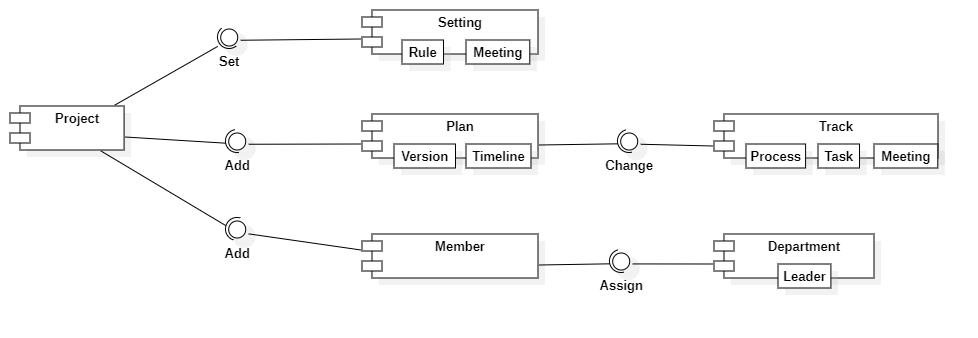 Setting
Rule
Meeting
Set
Project
Plan
Version
Timeline
Add
Change
Track
Process
Task
Meeting
Add
Member
Assign
Department
Leader